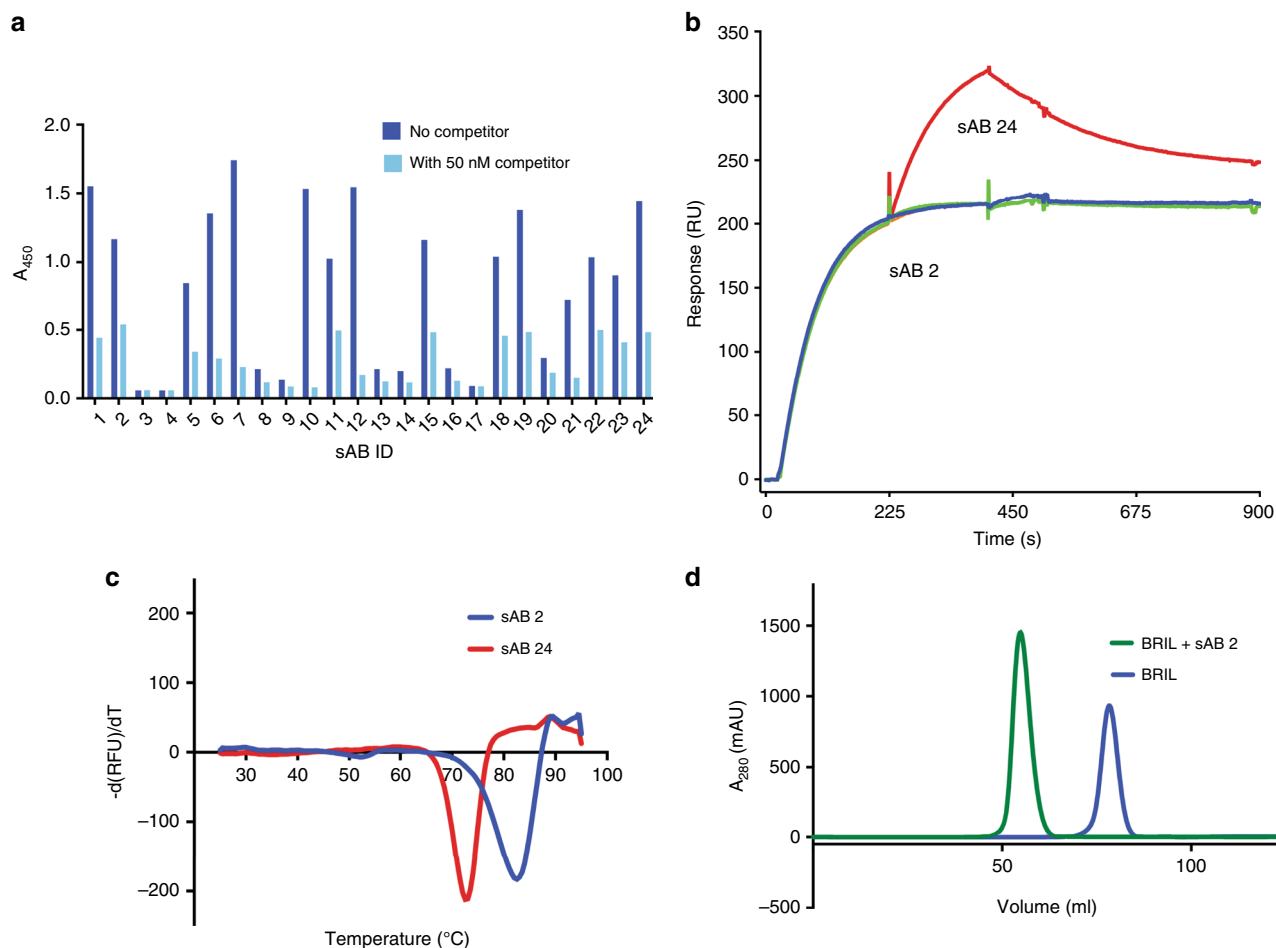 a
2.0
1.5
1.0
0.5
0.0
A450
No competitor
With 50 nM competitor
1 2 3 4 5 6 7 8 9 10 11 12 13 14 15 16 17 18 19 20 21 22 23 24
sAB ID
b
350
300
250
200
150
100
50
0
Response (RU)
sAB 24
sAB 2
0 225 450 675 900
Time (s)
c
200
100
0
−100
−200
-d(RFU)/dT
sAB 2
sAB 24
30 40 50 60 70 80 90 100
Temperature (°C)
d
1500
1000
500
0
−500
A280 (mAU)
BRIL + sAB 2
BRIL
50 100
Volume (ml)